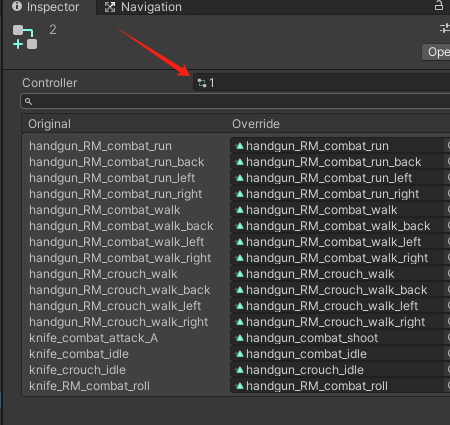 Inspector Navigation
2
Ope
Controller 1
Original Override
handgun_RM_combat_run handgun_RM_combat_run
handgun_RM_combat_run_back handgun_RM_combat_run_back
handgun_RM_combat_run_left handgun_RM_combat_run_left
handgun_RM_combat_run_right handgun_RM_combat_run_right
handgun_RM_combat_walk handgun_RM_combat_walk
handgun_RM_combat_walk_back handgun_RM_combat_walk_back
handgun_RM_combat_walk_left handgun_RM_combat_walk_left
handgun_RM_combat_walk_right handgun_RM_combat_walk_right
handgun_RM_crouch_walk handgun_RM_crouch_walk
handgun_RM_crouch_walk_back handgun_RM_crouch_walk_back
handgun_RM_crouch_walk_left handgun_RM_crouch_walk_left
handgun_RM_crouch_walk_right handgun_RM_crouch_walk_right
knife_combat_attack_A handgun_combat_shoot
knife_combat_idle handgun_combat_idle
knife_crouch_idle handgun_crouch_idle
knife_RM_combat_roll handgun_RM_combat_roll